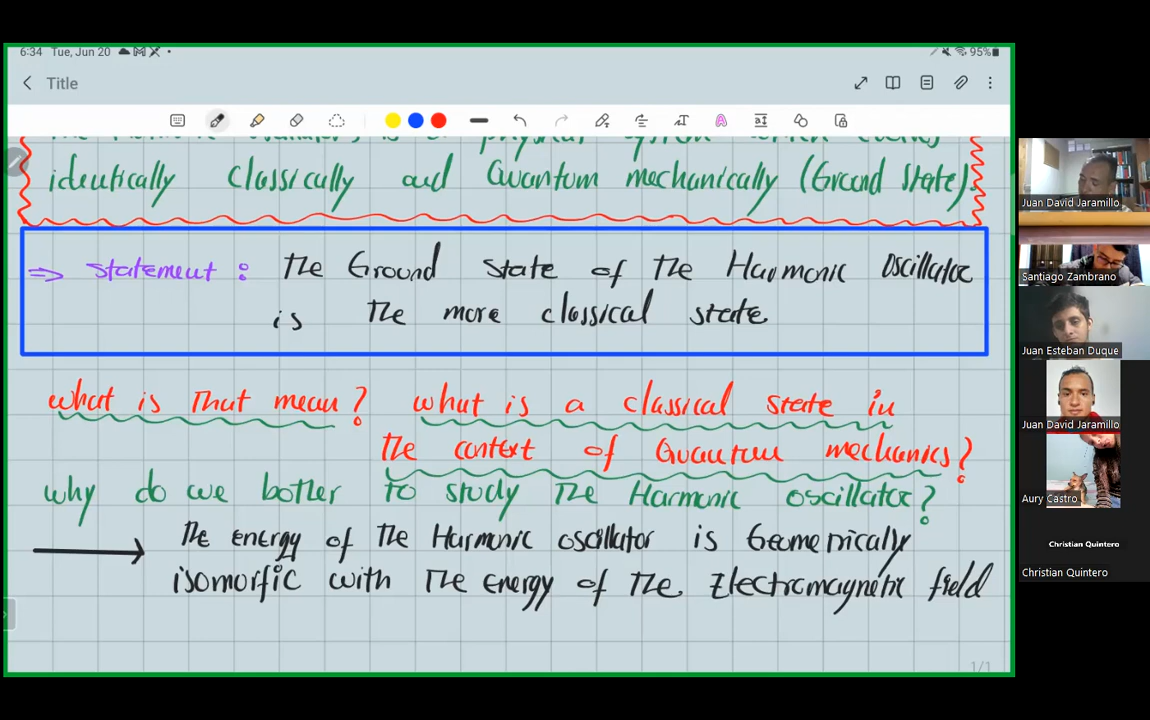 6:34 Tue, Jun 20
95%
Title
physical
identically classically and Quantum mechanically (Ground State).
⇒ statement : The Ground state of The Harmonic Oscillator
is The more classical state
what is That mean? what is a classical state in
The context of Quantum mechanics?
why do we bother to study The Harmonic oscillator?
The energy of The Harmonic oscillator is Geometrically
isomorfic with The Energy of The Electromagnetic field
1/1
Juan David Jaramillo
Santiago Zambrano
Juan Esteban Duque
Juan David Jaramillo
Aury Castro
Christian Quintero
Christian Quintero